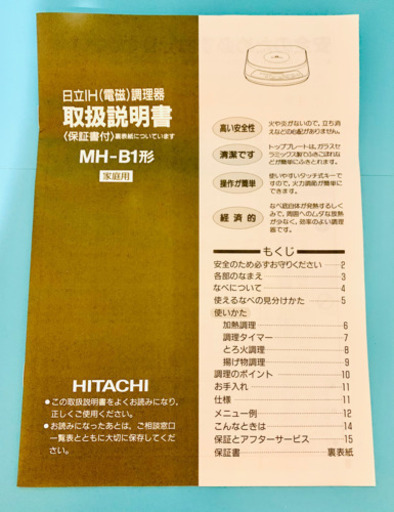 日立IH(電磁)調理器
取扱説明書
〈保証書付〉裏表紙についています
MH-B1形
家庭用
HITACHI
●この取扱説明書をよくお読みになり、
正しくご使用ください。
●お読みになったあとは、ご相談窓口
一覧表とともに大切に保存してくだ
さい。
高い安全性
火や炎がないので、立ち消
えなどの心配がありません。
清潔です
トッププレートは、ガラスセ
ラミックス製でふきこぼれな
どが簡単にふきとれます。
操作が簡単
使いやすいタッチ式キーで
すので、火力調節が簡単に
できます。
経済的
なべ底自体が発熱するしく
みで、周囲へのムダな放熱
が少なく、効率のよい調理
器です。
もくじ
安全のため必ずお守りください 2
各部のなまえ 3
なべについて 4
使えるなべの見分けかた 5
使いかた
加熱調理 6
調理タイマー 7
とろ火調理 8
揚げ物調理 9
調理のポイント 10
お手入れ 11
仕様 11
メニュー例 12
こんなときは 14
保証とアフターサービス 15
保証書 裏表紙